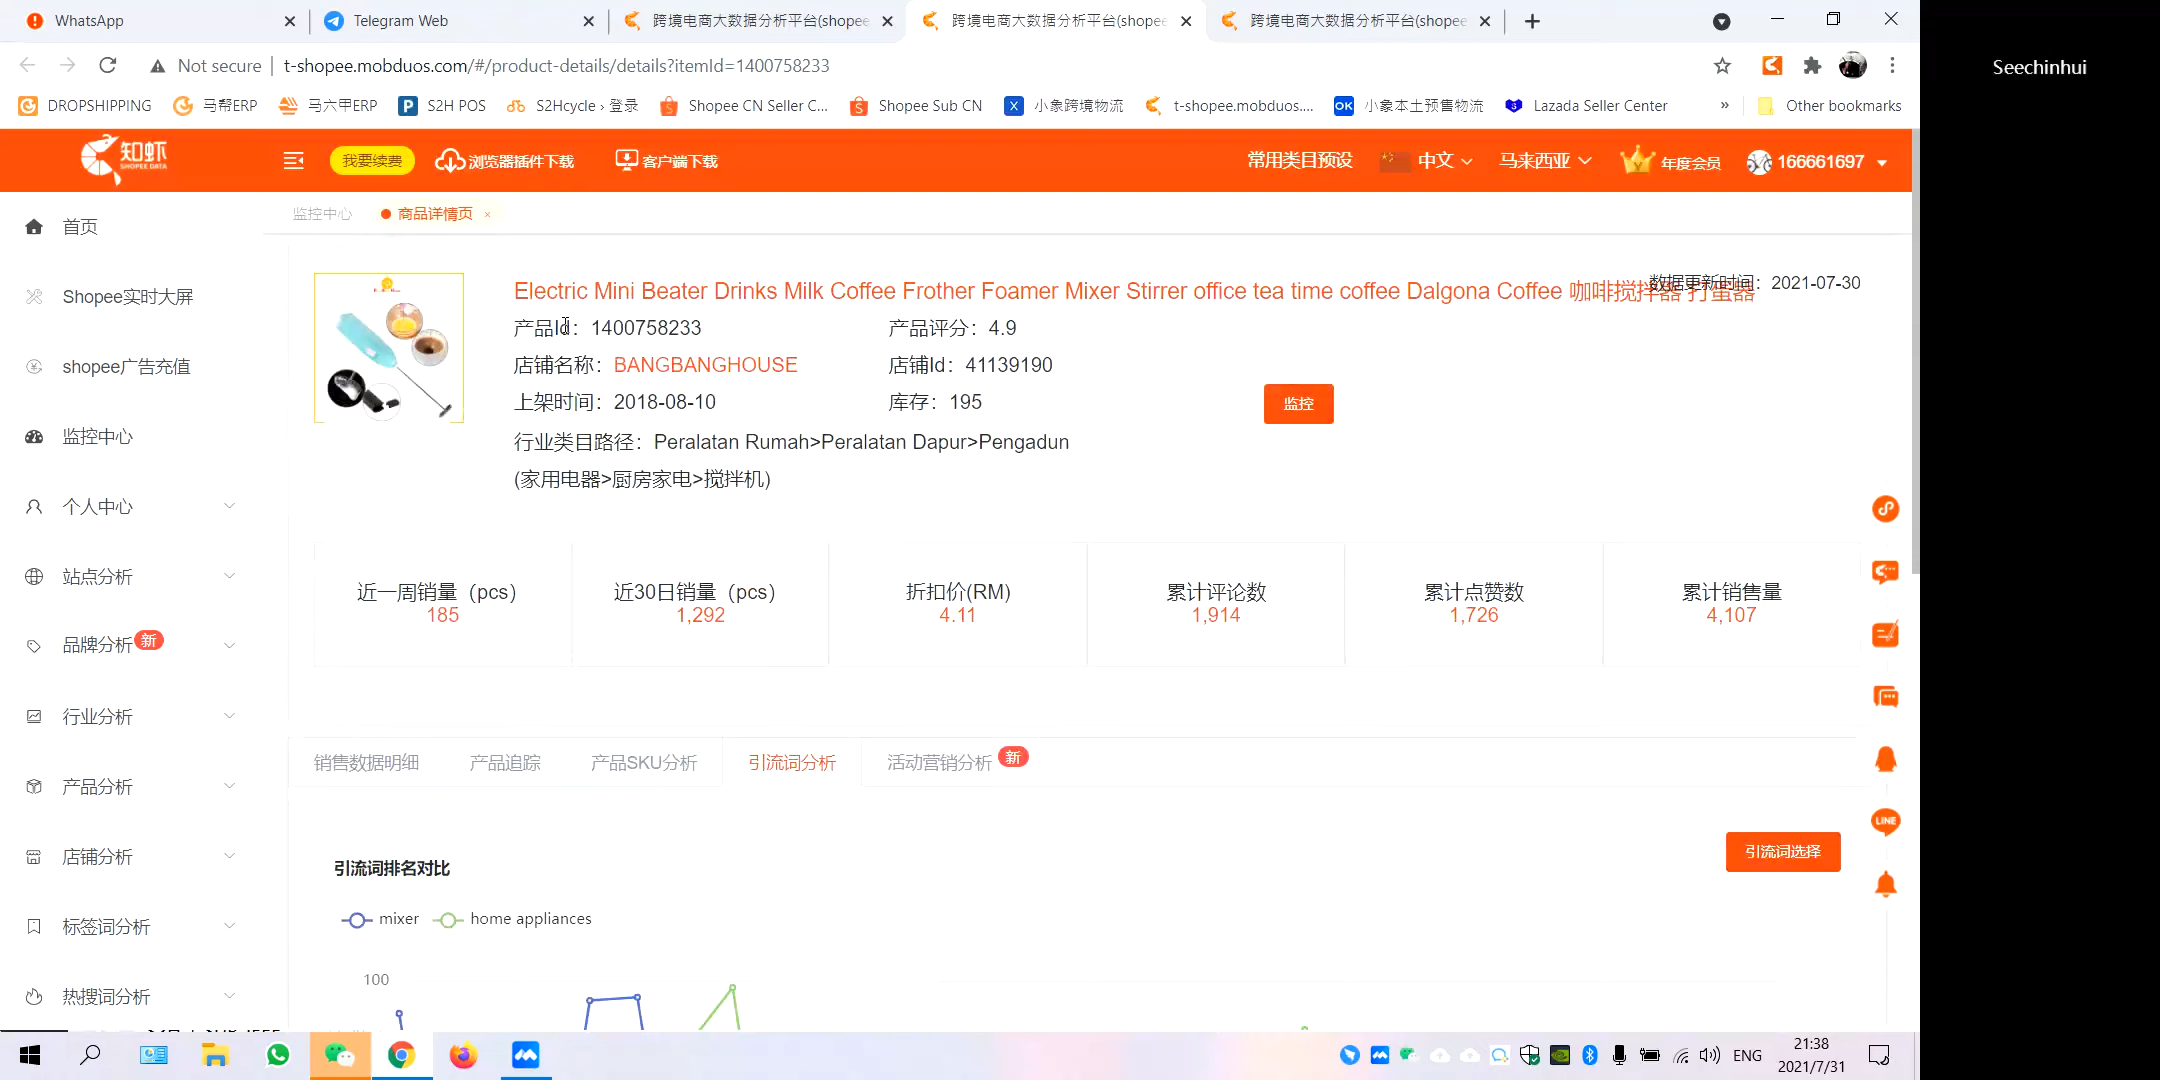 WhatsApp
Telegram Web
跨境电商大数据分析平台(shopee
跨境电商大数据分析平台(shopee
跨境电商大数据分析平台(shopee
Not secure
t-shopee.mobduos.com/#/product-details/details?itemId=1400758233
Seechinhui
DROPSHIPPING
马帮ERP
马六甲ERP
S2H POS
S2Hcycle › 登录
Shopee CN Seller C...
Shopee Sub CN
小象跨境物流
t-shopee.mobduos....
小象本土预售物流
Lazada Seller Center
»
Other bookmarks
知虾
SHOPEE DATA
我要续费
浏览器插件下载
客户端下载
常用类目预设
中文
马来西亚
年度会员
166661697
监控中心
商品详情页
首页
Shopee实时大屏
shopee广告充值
监控中心
个人中心
站点分析
品牌分析 新
行业分析
产品分析
店铺分析
标签词分析
热搜词分析
数据更新时间：2021-07-30
Electric Mini Beater Drinks Milk Coffee Frother Foamer Mixer Stirrer office tea time coffee Dalgona Coffee 咖啡搅拌器 打蛋器
产品Id：1400758233
产品评分：4.9
店铺名称：BANGBANGHOUSE
店铺Id：41139190
上架时间：2018-08-10
库存：195
监控
行业类目路径：Peralatan Rumah>Peralatan Dapur>Pengadun
(家用电器>厨房家电>搅拌机)
近一周销量（pcs）
185
近30日销量（pcs）
1,292
折扣价(RM)
4.11
累计评论数
1,914
累计点赞数
1,726
累计销售量
4,107
销售数据明细
产品追踪
产品SKU分析
引流词分析
活动营销分析 新
引流词选择
引流词排名对比
mixer
home appliances
100
LINE
ENG
21:38
2021/7/31